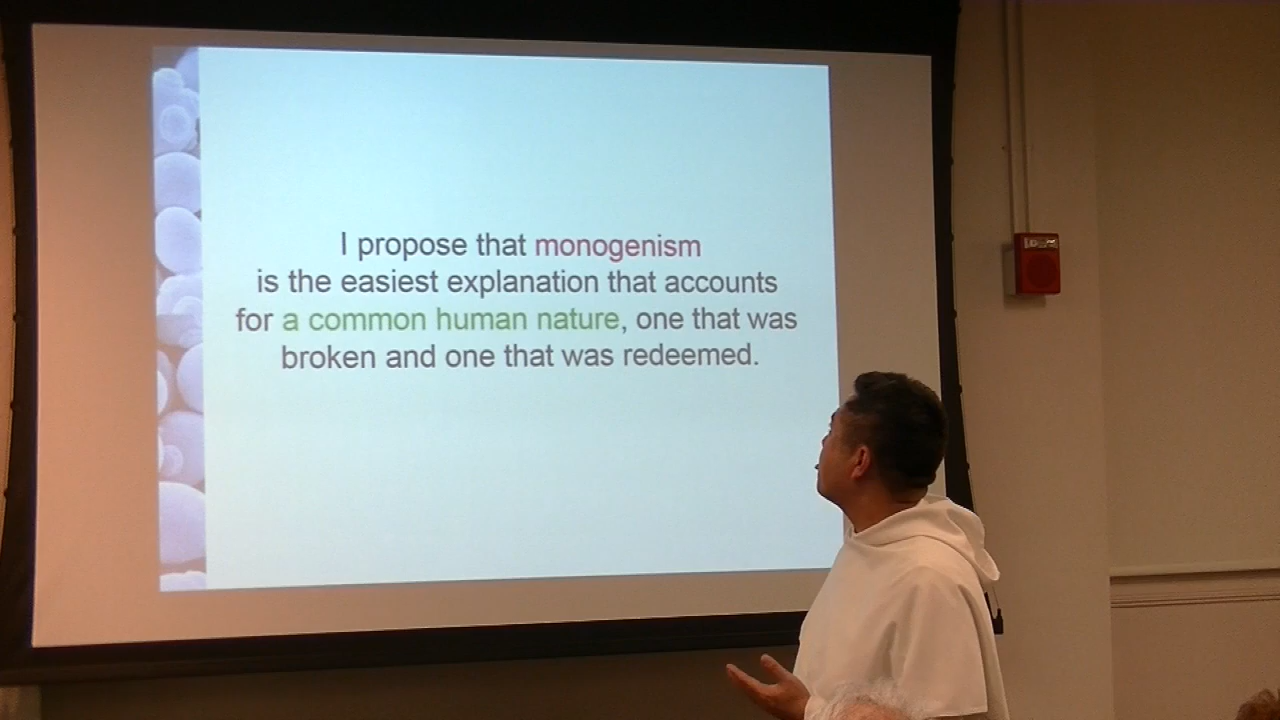 I propose that monogenism
is the easiest explanation that accounts
for a common human nature, one that was
broken and one that was redeemed.